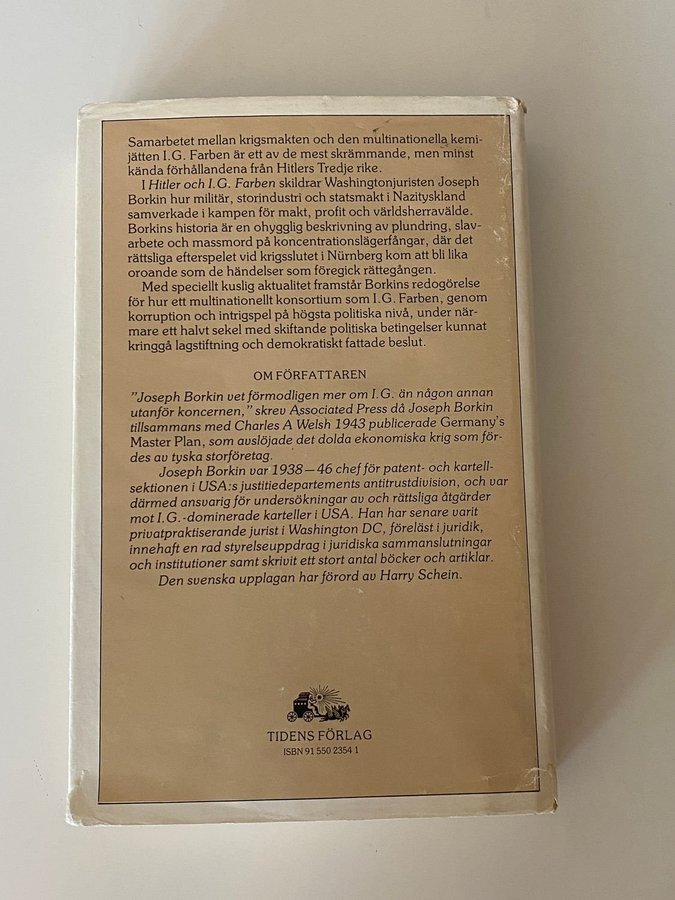 Samarbetet mellan krigsmakten och den multinationella kemi-
jätten I.G. Farben är ett av de mest skrämmande, men minst
kända förhållandena från Hitlers Tredje rike.
I Hitler och I.G. Farben skildrar Washingtonjuristen Joseph
Borkin hur militär, storindustri och statsmakt i Nazityskland
samverkade i kampen för makt, profit och världsherravälde.
Borkins historia är en ohygglig beskrivning av plundring, slav-
arbete och massmord på koncentrationslägerfångar, där det
rättsliga efterspelet vid krigsslutet i Nürnberg kom att bli lika
oroande som de händelser som föregick rättegången.
Med speciellt kuslig aktualitet framstår Borkins redogörelse
för hur ett multinationellt konsortium som I.G. Farben, genom
korruption och intrigspel på högsta politiska nivå, under när-
mare ett halvt sekel med skiftande politiska betingelser kunnat
kringgå lagstiftning och demokratiskt fattade beslut.
OM FÖRFATTAREN
"Joseph Borkin vet förmodligen mer om I.G. än någon annan
utanför koncernen," skrev Associated Press då Joseph Borkin
tillsammans med Charles A Welsh 1943 publicerade Germany's
Master Plan, som avslöjade det dolda ekonomiska krig som för-
des av tyska storföretag.
Joseph Borkin var 1938—46 chef för patent- och kartell-
sektionen i USA:s justitiedepartements antitrustdivision, och var
därmed ansvarig för undersökningar av och rättsliga åtgärder
mot I.G.-dominerade karteller i USA. Han har senare varit
privatpraktiserande jurist i Washington DC, föreläst i juridik,
innehaft en rad styrelseuppdrag i juridiska sammanslutningar
och institutioner samt skrivit ett stort antal böcker och artiklar.
Den svenska upplagan har förord av Harry Schein.
TIDENS FÖRLAG
ISBN 91 550 2354 1